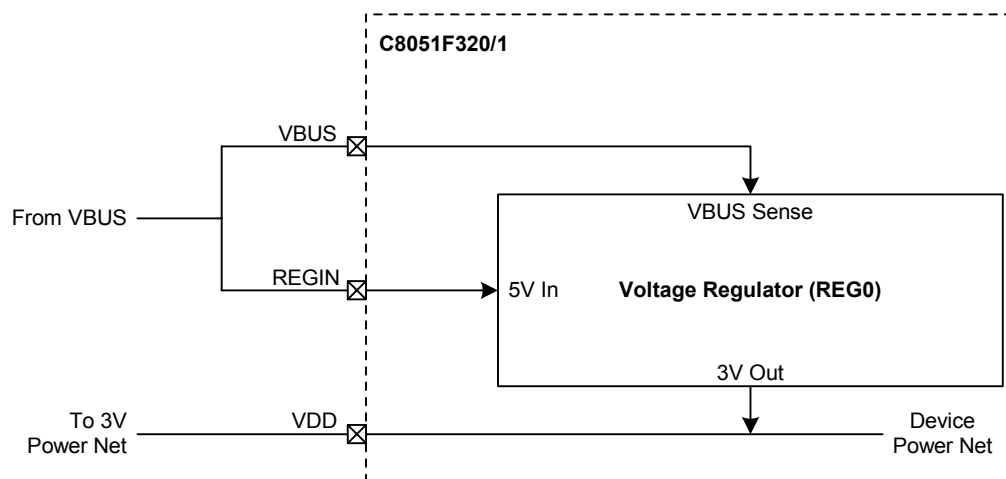 C8051F320/1
VBUS
From VBUS
VBUS Sense
REGIN
5V In
Voltage Regulator (REG0)
3V Out
To 3V
Power Net
VDD
Device
Power Net